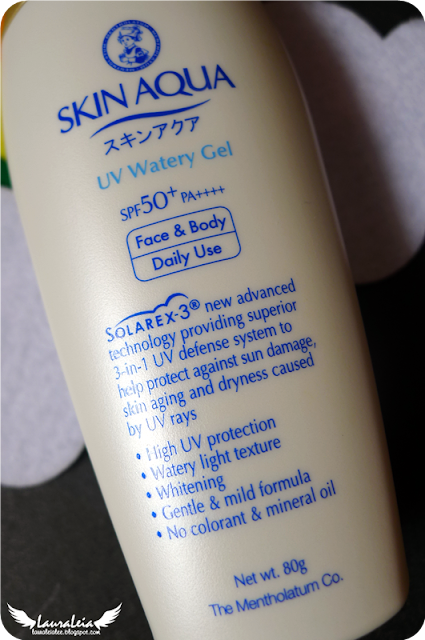 SKIN AQUA
スキンアクア
UV Watery Gel
SPF50+ PA++++
Face & Body
Daily Use
SOLAREX-3® new advanced
technology providing superior
3-in-1 UV defense system to
help protect against sun damage,
skin aging and dryness caused
by UV rays
• High UV protection
• Watery light texture
• Whitening
• Gentle & mild formula
• No colorant & mineral oil
Net wt. 80g
The Mentholatum Co.
Lauraleia
lauraleialee.blogspot.com